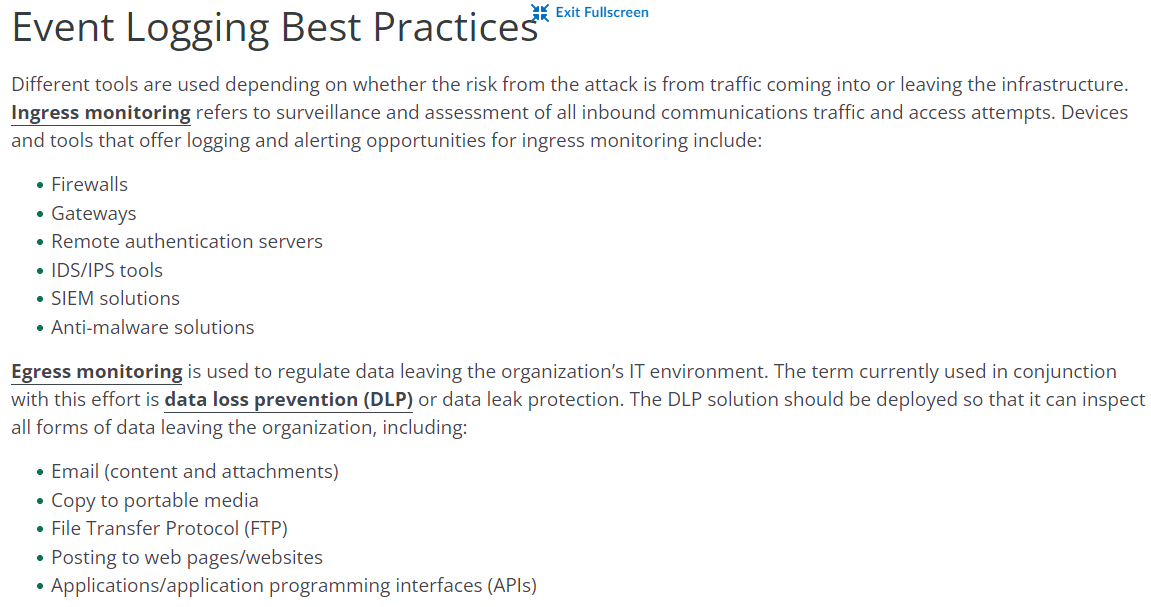 Event Logging Best Practices
Exit Fullscreen
Different tools are used depending on whether the risk from the attack is from traffic coming into or leaving the infrastructure.
Ingress monitoring refers to surveillance and assessment of all inbound communications traffic and access attempts. Devices
and tools that offer logging and alerting opportunities for ingress monitoring include:
• Firewalls
• Gateways
• Remote authentication servers
• IDS/IPS tools
• SIEM solutions
• Anti-malware solutions
Egress monitoring is used to regulate data leaving the organization’s IT environment. The term currently used in conjunction
with this effort is data loss prevention (DLP) or data leak protection. The DLP solution should be deployed so that it can inspect
all forms of data leaving the organization, including:
• Email (content and attachments)
• Copy to portable media
• File Transfer Protocol (FTP)
• Posting to web pages/websites
• Applications/application programming interfaces (APIs)